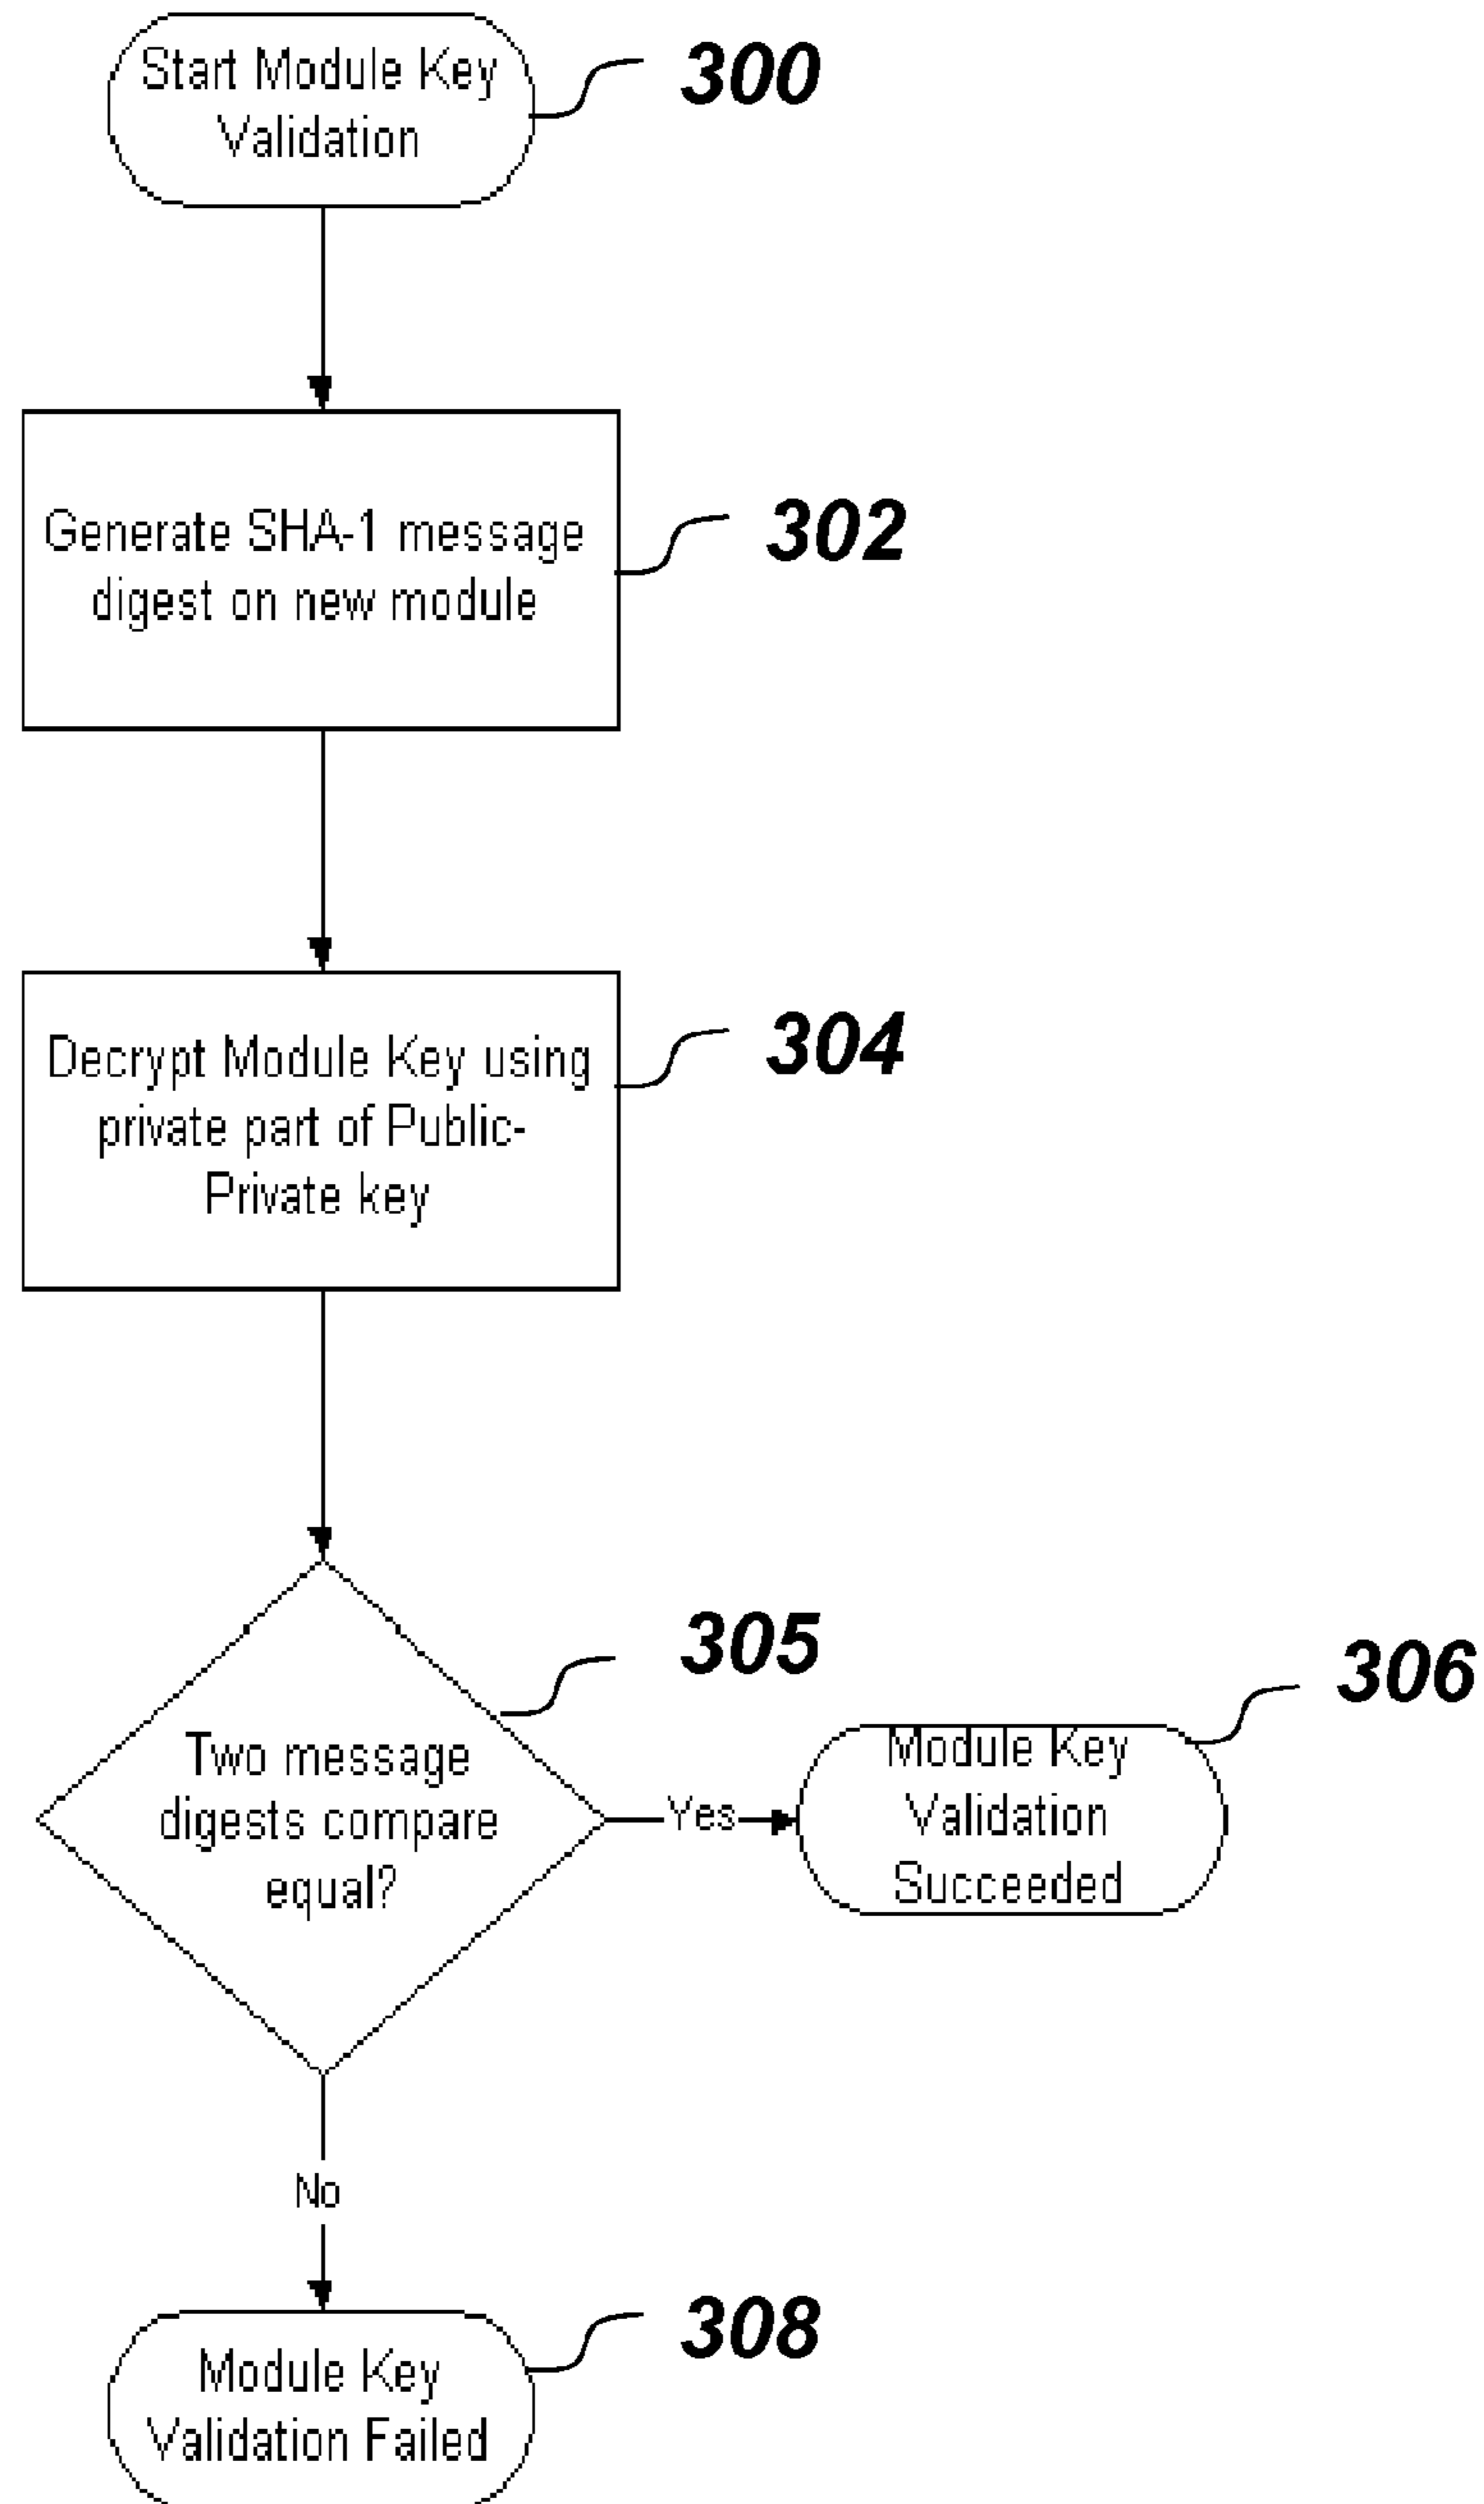 Start Module Key
Validation
300
Generate SHA-1 message
digest on new module
302
Decrypt Module Key using
private part of Public-
Private key
304
Two message
digests compare
equal?
305
Yes
Module Key
Validation
Succeeded
306
No
Module Key
Validation Failed
308